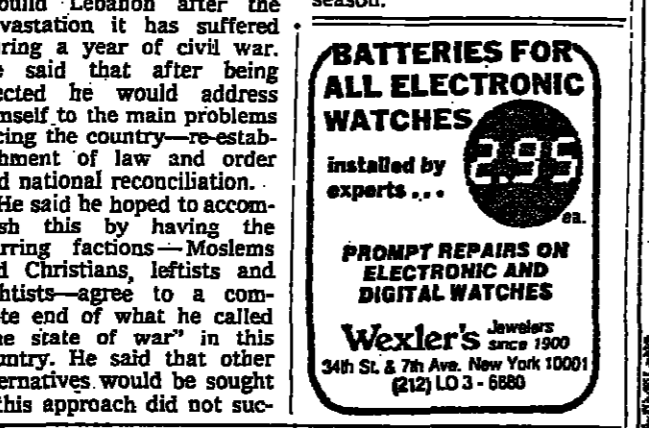 ould Lebanon after the
vastation it has suffered
ring a year of civil war.
e said that after being
ected he would address
mself to the main problems
cing the country—re-estab-
hment of law and order
d national reconciliation.
He said he hoped to accom-
sh this by having the
rring factions—Moslems
d Christians, leftists and
htists—agree to a com-
te end of what he called
he state of war" in this
untry. He said that other
ernatives would be sought
this approach did not suc-
season.
BATTERIES FOR
ALL ELECTRONIC
WATCHES
installed by
experts...
2.95
ea.
PROMPT REPAIRS ON
ELECTRONIC AND
DIGITAL WATCHES
Wexler's Jewelers
since 1900
34th St. & 7th Ave. New York 10001
(212) LO 3 - 6680